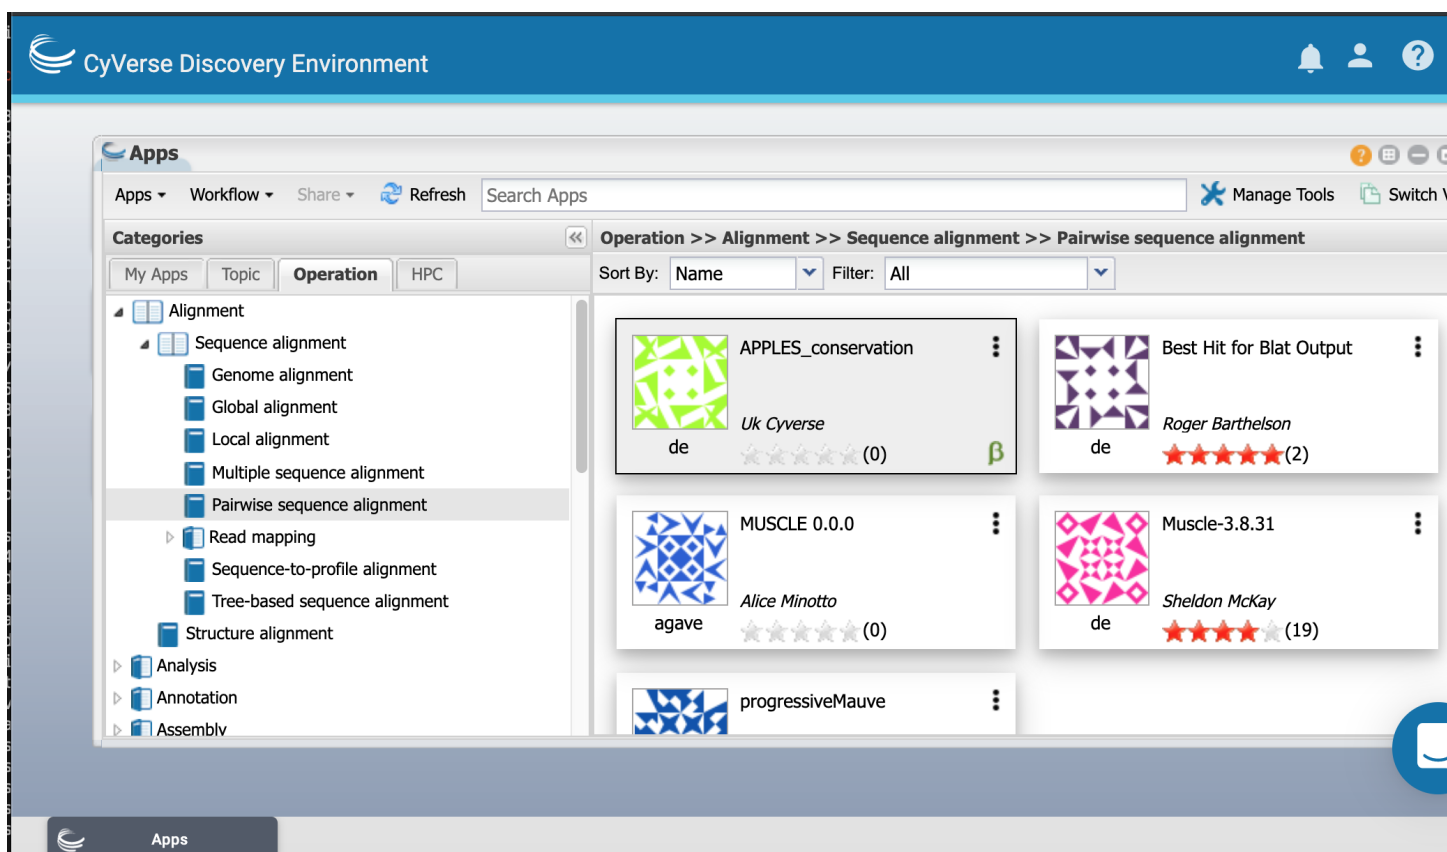 CyVerse Discovery Environment
Apps
Apps Workflow Share Refresh Search Apps Manage Tools Switch
Categories
Operation >> Alignment >> Sequence alignment >> Pairwise sequence alignment
My Apps Topic Operation HPC
Sort By: Name Filter: All
Alignment
Sequence alignment
Genome alignment
Global alignment
Local alignment
Multiple sequence alignment
Pairwise sequence alignment
Read mapping
Sequence-to-profile alignment
Tree-based sequence alignment
Structure alignment
Analysis
Annotation
Assembly
APPLES_conservation
Uk Cyverse
de
(0)
β
Best Hit for Blat Output
Roger Barthelson
de
(2)
MUSCLE 0.0.0
Alice Minotto
agave
(0)
Muscle-3.8.31
Sheldon McKay
de
(19)
progressiveMauve
Apps